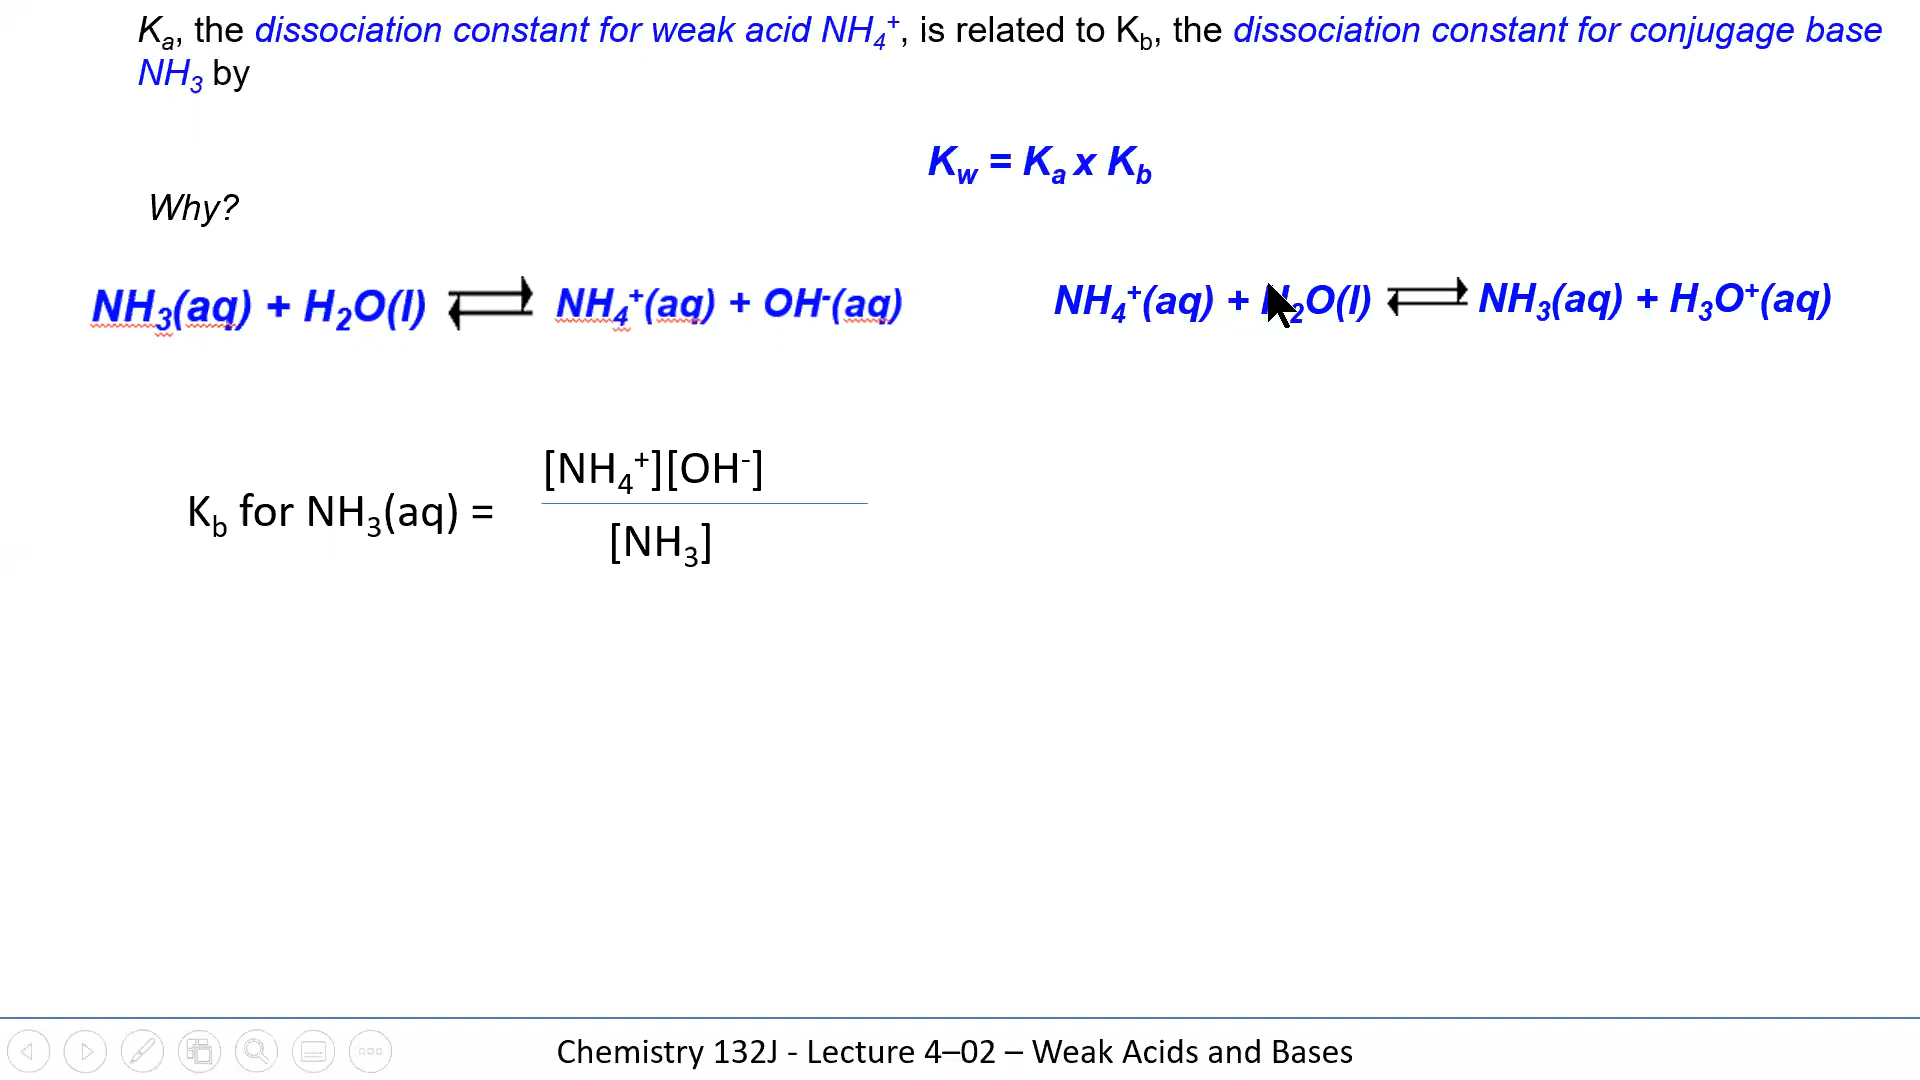 Ka, the dissociation constant for weak acid NH₄⁺, is related to Kb, the dissociation constant for conjugage base
NH₃ by
Kw = Ka x Kb
Why?
NH₃(aq) + H₂O(l) ⇌ NH₄⁺(aq) + OH⁻(aq)
NH₄⁺(aq) + H₂O(l) ⇌ NH₃(aq) + H₃O⁺(aq)
[NH₄⁺][OH⁻]
Kb for NH₃(aq) =
[NH₃]
Chemistry 132J - Lecture 4–02 – Weak Acids and Bases